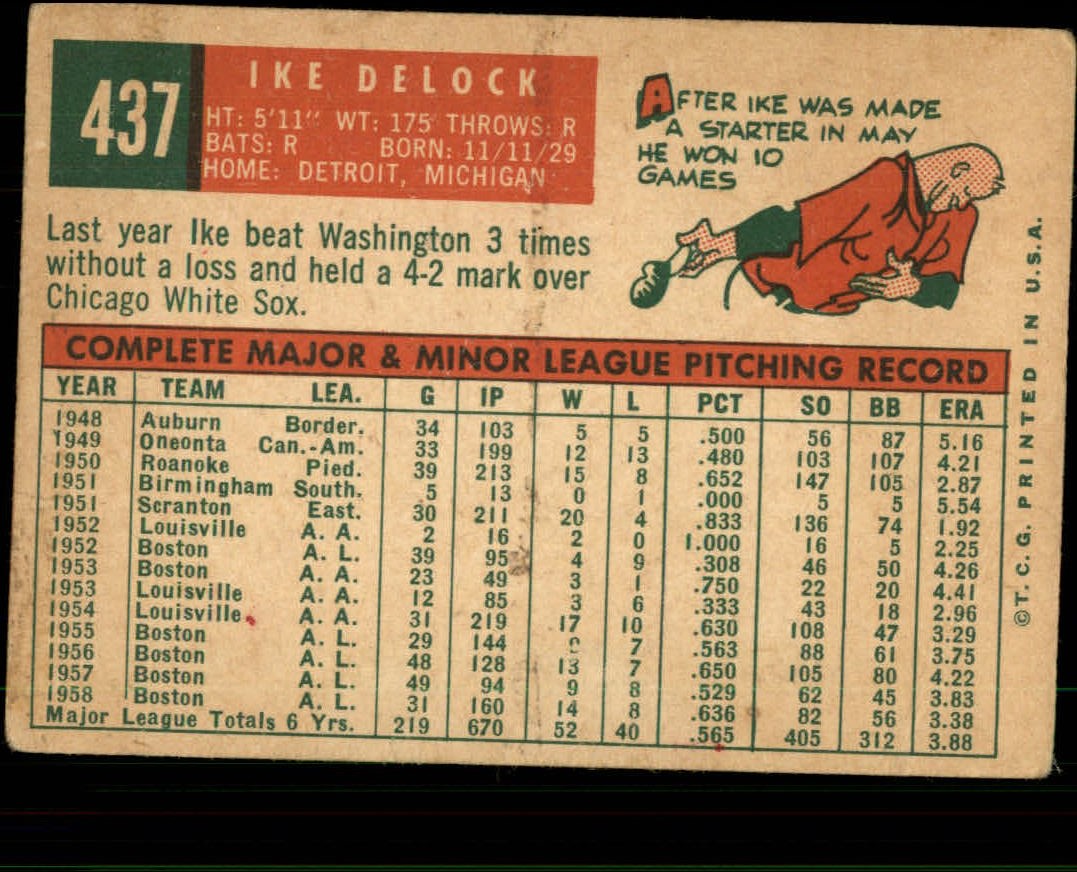 437
IKE DELOCK
HT: 5'11" WT: 175 THROWS: R
BATS: R BORN: 11/11/29
HOME: DETROIT, MICHIGAN
AFTER IKE WAS MADE
A STARTER IN MAY
HE WON 10
GAMES
Last year Ike beat Washington 3 times
without a loss and held a 4-2 mark over
Chicago White Sox.
COMPLETE MAJOR & MINOR LEAGUE PITCHING RECORD
YEAR TEAM LEA. G IP W L PCT SO BB ERA
1948 Auburn Border. 34 103 5 5 .500 56 87 5.16
1949 Oneonta Can.-Am. 33 199 12 13 .480 103 107 4.21
1950 Roanoke Pied. 39 213 15 8 .652 147 105 2.87
1951 Birmingham South. 5 13 0 1 .000 5 5 5.54
1951 Scranton East. 30 211 20 4 .833 136 74 1.92
1952 Louisville A. A. 2 16 2 0 1.000 16 5 2.25
1952 Boston A. L. 39 95 4 9 .308 46 50 4.26
1953 Boston A. A. 23 49 3 1 .750 22 20 4.41
1953 Louisville A. A. 12 85 3 6 .333 43 18 2.96
1954 Louisville A. A. 31 219 17 10 .630 108 47 3.29
1955 Boston A. L. 29 144 7 .563 88 61 3.75
1956 Boston A. L. 48 128 13 7 .650 105 80 4.22
1957 Boston A. L. 49 94 9 8 .529 62 45 3.83
1958 Boston A. L. 31 160 14 8 .636 82 56 3.38
Major League Totals 6 Yrs. 219 670 52 40 .565 405 312 3.88
©T. C. G. PRINTED IN U.S.A.